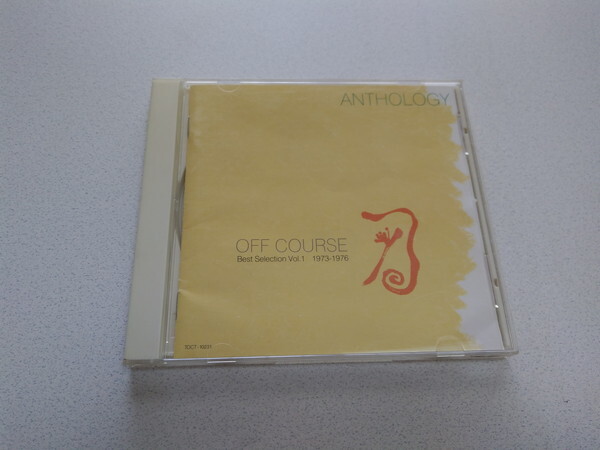 ANTHOLOGY
OFF COURSE
Best Selection Vol.1 1973-1976